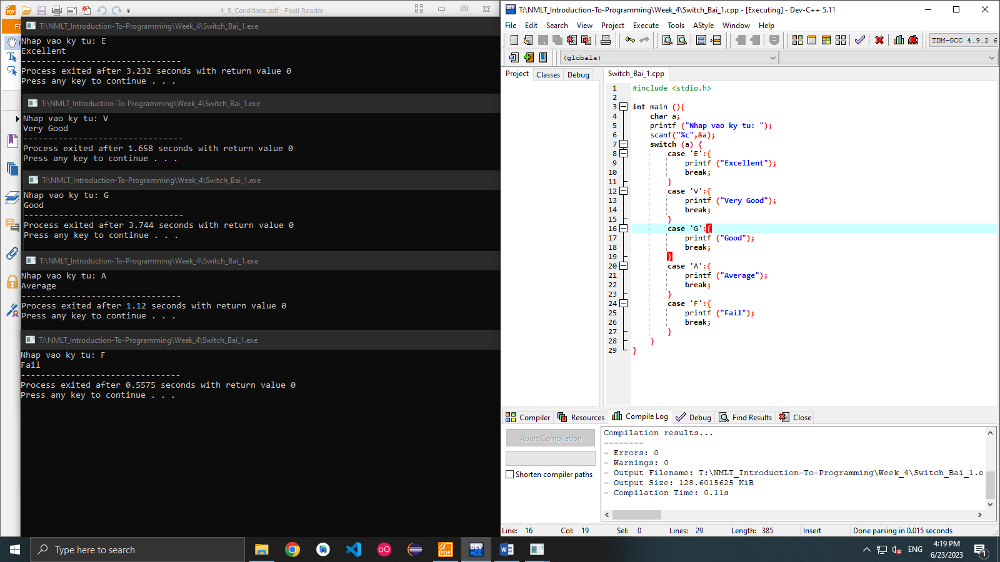 4_5_Conditions.pdf - Foxit Reader
FI
T:\NMLT_Introduction-To-Programming\Week_4\Switch_Bai_1.exe
Nhap vao ky tu: E
Excellent
--------------------------------
Process exited after 3.232 seconds with return value 0
Press any key to continue . . .
T:\NMLT_Introduction-To-Programming\Week_4\Switch_Bai_1.exe
Nhap vao ky tu: V
Very Good
--------------------------------
Process exited after 1.658 seconds with return value 0
Press any key to continue . . .
T:\NMLT_Introduction-To-Programming\Week_4\Switch_Bai_1.exe
Nhap vao ky tu: G
Good
--------------------------------
Process exited after 3.744 seconds with return value 0
Press any key to continue . . .
T:\NMLT_Introduction-To-Programming\Week_4\Switch_Bai_1.exe
Nhap vao ky tu: A
Average
--------------------------------
Process exited after 1.12 seconds with return value 0
Press any key to continue . . .
T:\NMLT_Introduction-To-Programming\Week_4\Switch_Bai_1.exe
Nhap vao ky tu: F
Fail
--------------------------------
Process exited after 0.5575 seconds with return value 0
Press any key to continue . . .
T:\NMLT_Introduction-To-Programming\Week_4\Switch_Bai_1.cpp - [Executing] - Dev-C++ 5.11
File Edit Search View Project Execute Tools AStyle Window Help
TDM-GCC 4.9.2 6
(globals)
Project Classes Debug
Switch_Bai_1.cpp
1 #include <stdio.h>
2
3 int main (){
4 char a;
5 printf ("Nhap vao ky tu: ");
6 scanf("%c",&a);
7 switch (a) {
8 case 'E':{
9 printf ("Excellent");
10 break;
11 }
12 case 'V':{
13 printf ("Very Good");
14 break;
15 }
16 case 'G':{
17 printf ("Good");
18 break;
19 }
20 case 'A':{
21 printf ("Average");
22 break;
23 }
24 case 'F':{
25 printf ("Fail");
26 break;
27 }
28 }
29 }
Compiler Resources Compile Log Debug Find Results Close
Abort Compilation
Shorten compiler paths
Compilation results...
--------
- Errors: 0
- Warnings: 0
- Output Filename: T:\NMLT_Introduction-To-Programming\Week_4\Switch_Bai_1.e
- Output Size: 128.6015625 KiB
- Compilation Time: 0.11s
Line: 16 Col: 19 Sel: 0 Lines: 29 Length: 385 Insert Done parsing in 0.015 seconds
Type here to search
PDF
DEV
ENG
4:19 PM
6/23/2023
1